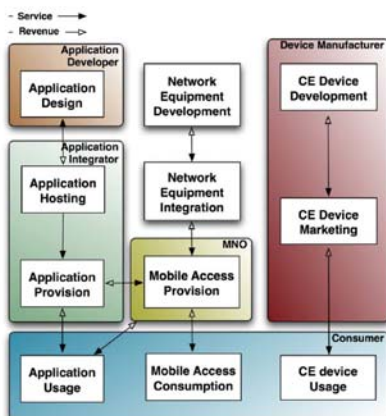 - Service
- Revenue
Application
Developer
Application
Design
Network
Equipment
Development
Device Manufacturer
CE Device
Development
Application
Integrator
Application
Hosting
Network
Equipment
Integration
CE Device
Marketing
MNO
Application
Provision
Mobile Access
Provision
Consumer
Application
Usage
Mobile Access
Consumption
CE device
Usage